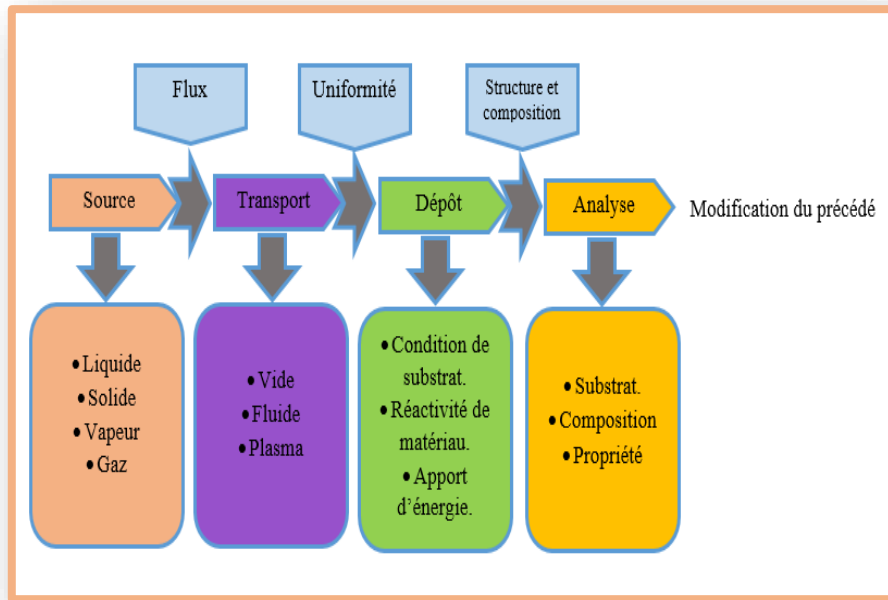 Flux
Uniformité
Structure et
composition
Source
Transport
Dépôt
Analyse
Modification du précédé
• Liquide
• Solide
• Vapeur
• Gaz
• Vide
• Fluide
• Plasma
• Condition de
substrat.
• Réactivité de
matériau.
• Apport
d’énergie.
• Substrat.
• Composition
• Propriété